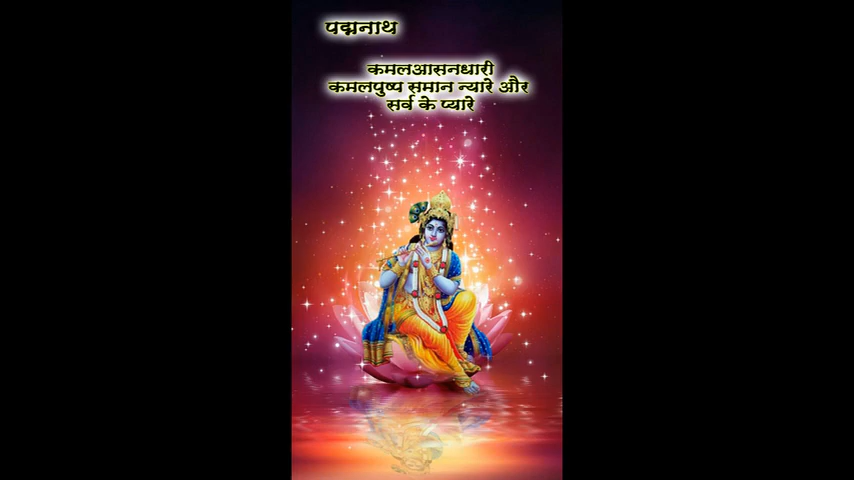 पद्मनाथ
कमलआसनधारी
कमलपुष्प समान न्यारे और
सर्व के प्यारे